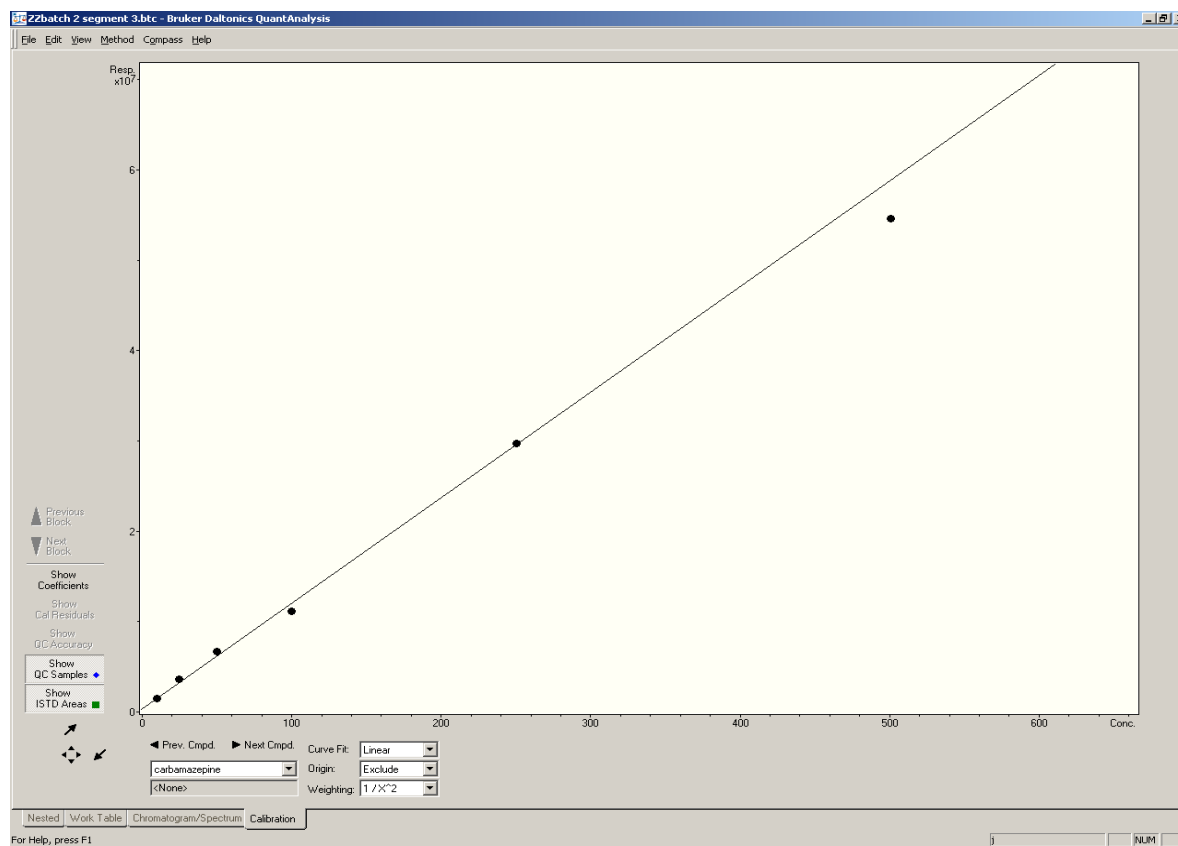 ZZbatch 2 segment 3.btc - Bruker Daltonics QuantAnalysis
File Edit View Method Compass Help
Resp.
x10^7
6
4
2
0
0 100 200 300 400 500 600 Conc.
Previous
Block
Next
Block
Show
Coefficients
Show
Cal Residuals
Show
QC Accuracy
Show
QC Samples
Show
ISTD Areas
Prev. Cmpd. Next Cmpd. Curve Fit: Linear
carbamazepine Origin: Exclude
<None> Weighting: 1 / X^2
Nested Work Table Chromatogram/Spectrum Calibration
For Help, press F1 j NUM